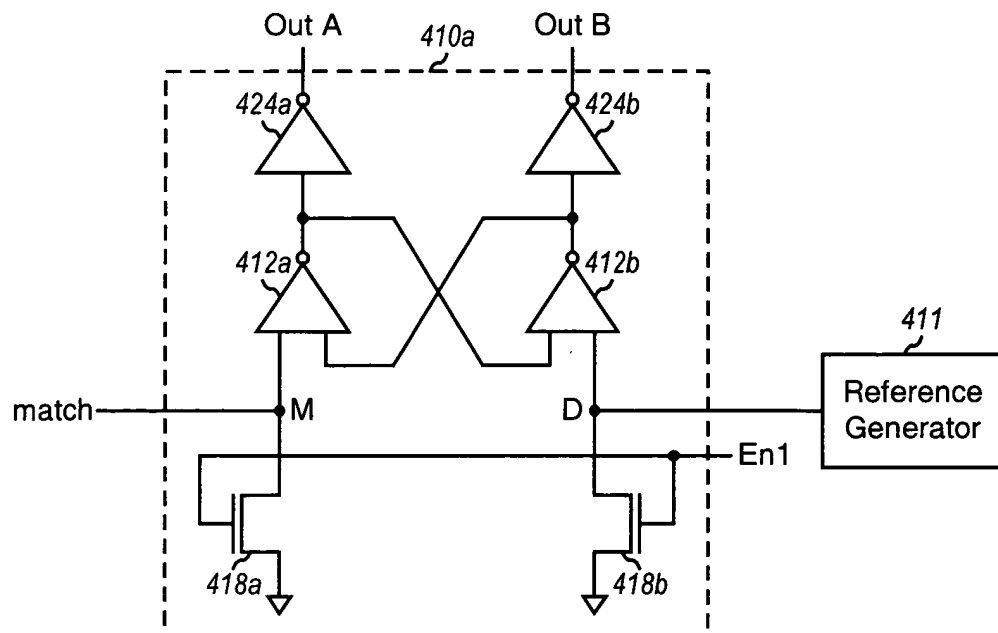 Out A
Out B
410a
424a
424b
412a
412b
411
Reference
Generator
match
M
D
En1
418a
418b